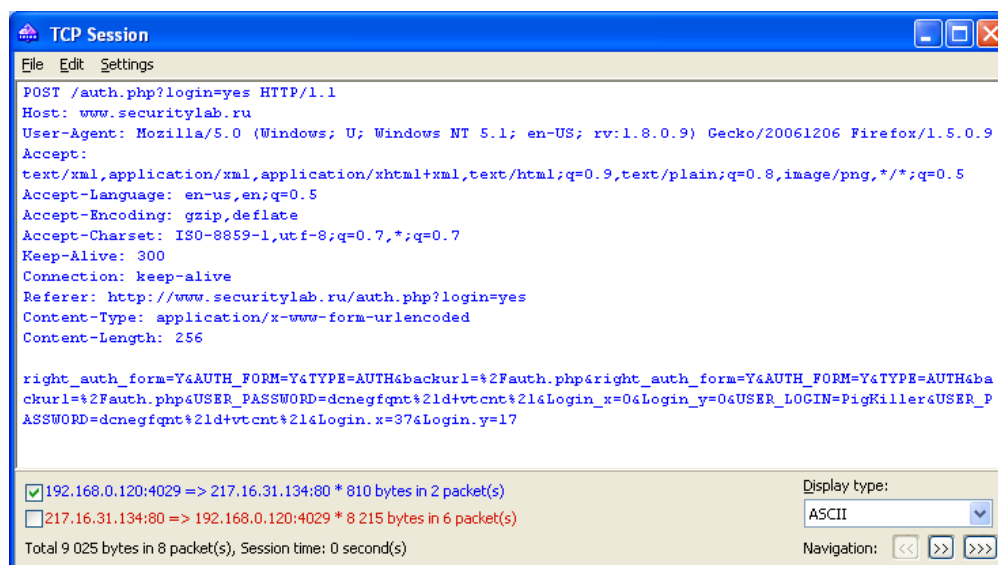 TCP Session
File Edit Settings
POST /auth.php?login=yes HTTP/1.1
Host: www.securitylab.ru
User-Agent: Mozilla/5.0 (Windows; U; Windows NT 5.1; en-US; rv:1.8.0.9) Gecko/20061206 Firefox/1.5.0.9
Accept:
text/xml,application/xml,application/xhtml+xml,text/html;q=0.9,text/plain;q=0.8,image/png,*/*;q=0.5
Accept-Language: en-us,en;q=0.5
Accept-Encoding: gzip,deflate
Accept-Charset: ISO-8859-1,utf-8;q=0.7,*;q=0.7
Keep-Alive: 300
Connection: keep-alive
Referer: http://www.securitylab.ru/auth.php?login=yes
Content-Type: application/x-www-form-urlencoded
Content-Length: 256
right_auth_form=Y&AUTH_FORM=Y&TYPE=AUTH&backurl=%2Fauth.php&right_auth_form=Y&AUTH_FORM=Y&TYPE=AUTH&ba
ckurl=%2Fauth.php&USER_PASSWORD=dcnegfqnt%21d+vtcnt%21&Login_x=0&Login_y=0&USER_LOGIN=PigKiller&USER_P
ASSWORD=dcnegfqnt%21d+vtcnt%21&Login.x=37&Login.y=17
192.168.0.120:4029 => 217.16.31.134:80 * 810 bytes in 2 packet(s)
217.16.31.134:80 => 192.168.0.120:4029 * 8 215 bytes in 6 packet(s)
Total 9 025 bytes in 8 packet(s), Session time: 0 second(s)
Display type:
ASCII
Navigation: << >> >>>